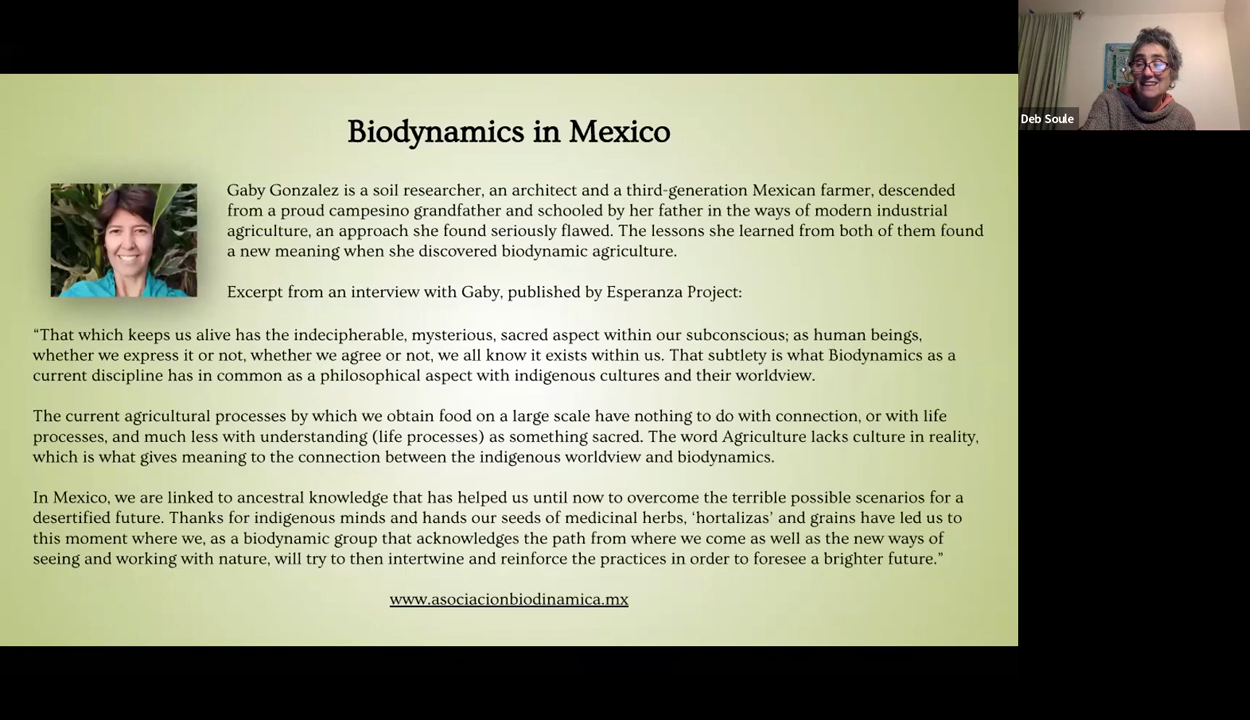 Biodynamics in Mexico
Deb Soule
Gaby Gonzalez is a soil researcher, an architect and a third-generation Mexican farmer, descended
from a proud campesino grandfather and schooled by her father in the ways of modern industrial
agriculture, an approach she found seriously flawed. The lessons she learned from both of them found
a new meaning when she discovered biodynamic agriculture.
Excerpt from an interview with Gaby, published by Esperanza Project:
“That which keeps us alive has the indecipherable, mysterious, sacred aspect within our subconscious; as human beings,
whether we express it or not, whether we agree or not, we all know it exists within us. That subtlety is what Biodynamics as a
current discipline has in common as a philosophical aspect with indigenous cultures and their worldview.
The current agricultural processes by which we obtain food on a large scale have nothing to do with connection, or with life
processes, and much less with understanding (life processes) as something sacred. The word Agriculture lacks culture in reality,
which is what gives meaning to the connection between the indigenous worldview and biodynamics.
In Mexico, we are linked to ancestral knowledge that has helped us until now to overcome the terrible possible scenarios for a
desertified future. Thanks for indigenous minds and hands our seeds of medicinal herbs, ‘hortalizas’ and grains have led us to
this moment where we, as a biodynamic group that acknowledges the path from where we come as well as the new ways of
seeing and working with nature, will try to then intertwine and reinforce the practices in order to foresee a brighter future.”
www.asociacionbiodinamica.mx